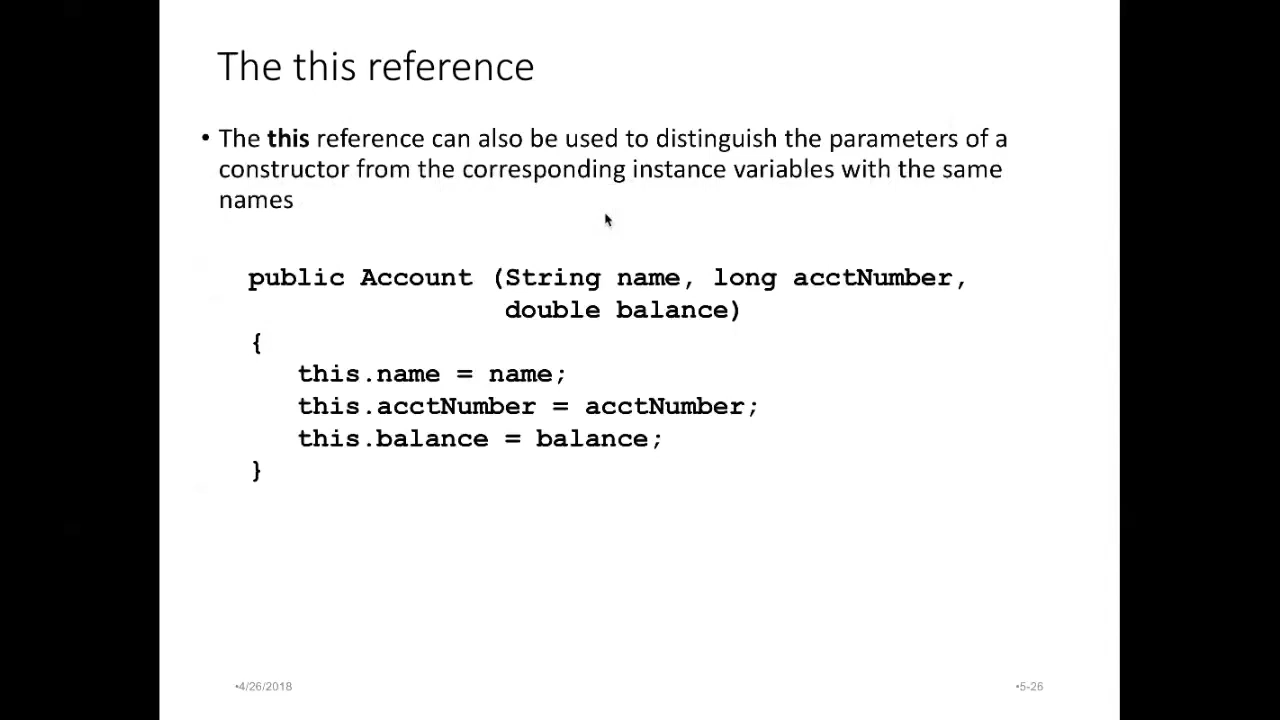 The this reference
• The this reference can also be used to distinguish the parameters of a
constructor from the corresponding instance variables with the same
names
public Account (String name, long acctNumber,
double balance)
{
this.name = name;
this.acctNumber = acctNumber;
this.balance = balance;
}
•4/26/2018
•5-26